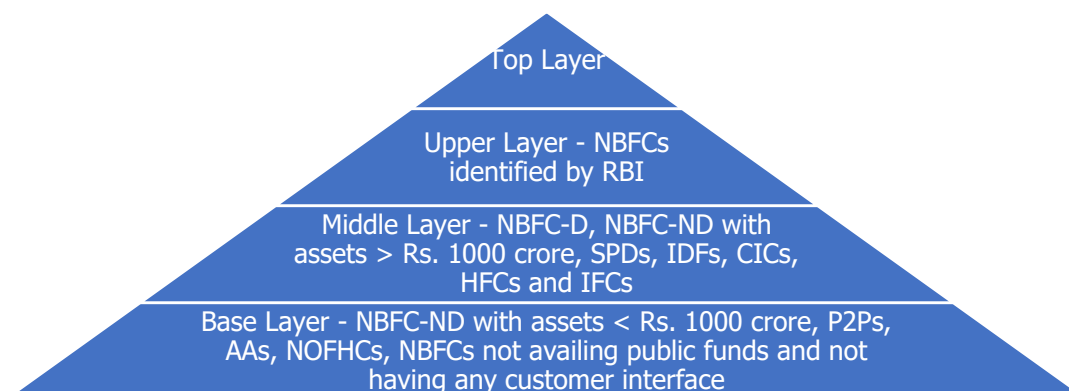 Top Layer
Upper Layer - NBFCs
identified by RBI
Middle Layer - NBFC-D, NBFC-ND with
assets > Rs. 1000 crore, SPDs, IDFs, CICs,
HFCs and IFCs
Base Layer - NBFC-ND with assets < Rs. 1000 crore, P2Ps,
AAs, NOFHCs, NBFCs not availing public funds and not
having any customer interface